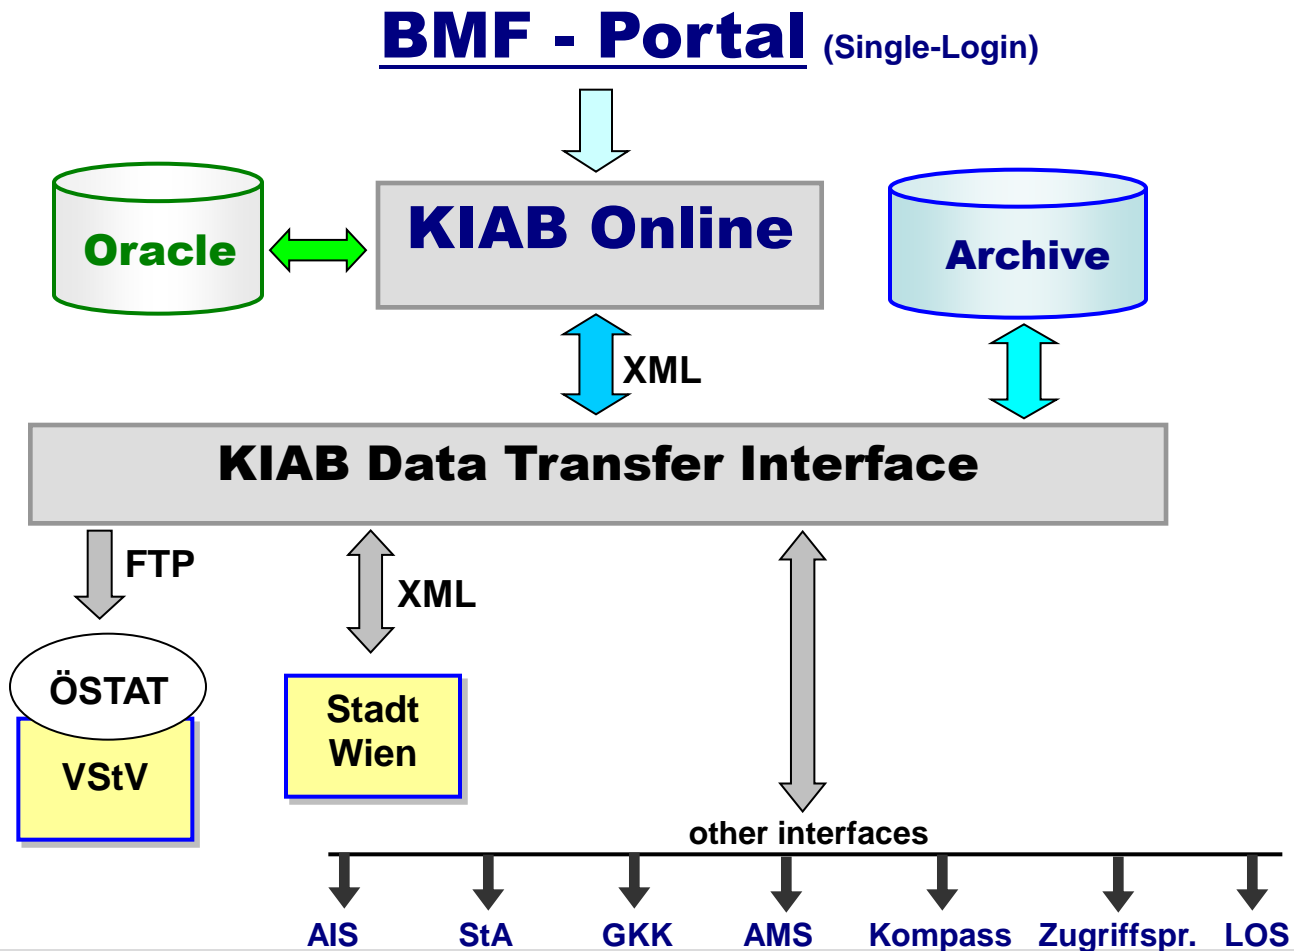 BMF - Portal (Single-Login)
Oracle
KIAB Online
Archive
XML
KIAB Data Transfer Interface
FTP
XML
ÖSTAT
VStV
Stadt
Wien
other interfaces
AIS StA GKK AMS Kompass Zugriffspr. LOS